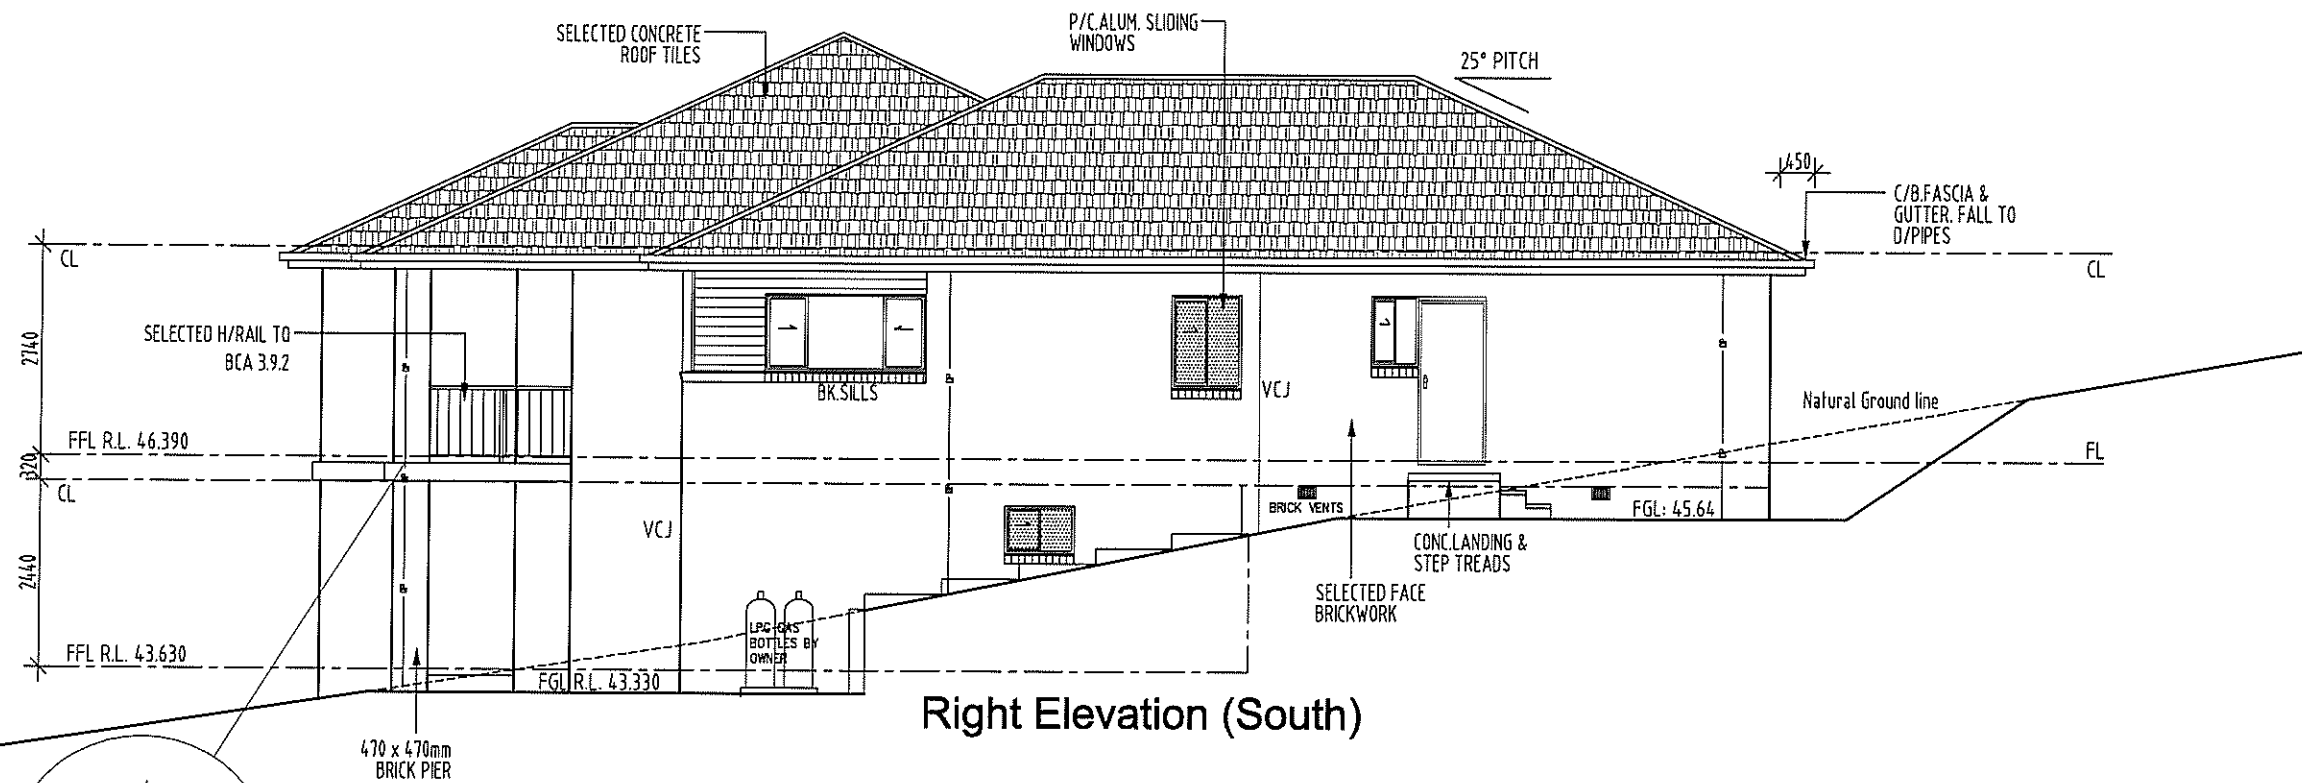 SELECTED CONCRETE
ROOF TILES
P/C.ALUM. SLIDING
WINDOWS
25° PITCH
450
C/B.FASCIA &
GUTTER. FALL TO
D/PIPES
CL
CL
SELECTED H/RAIL TO
BCA 3.9.2
2740
BK.SILLS
VCJ
Natural Ground line
FFL R.L. 46.390
FL
320
CL
BRICK VENTS
FGL: 45.64
VCJ
CONC.LANDING &
STEP TREADS
2440
SELECTED FACE
BRICKWORK
LPG GAS
BOTTLES BY
OWNER
FFL R.L. 43.630
FGL R.L. 43.330
Right Elevation (South)
470 x 470mm
BRICK PIER